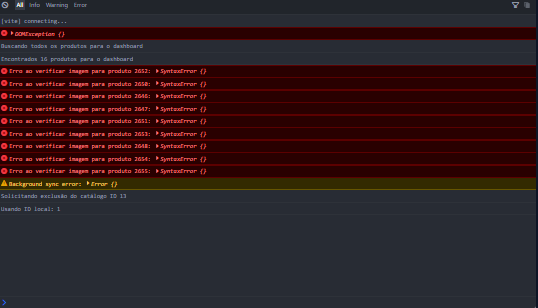 All Info Warning Error
[vite] connecting...
DOMException {}
Buscando todos os produtos para o dashboard
Encontrados 16 produtos para o dashboard
Erro ao verificar imagem para produto 2652: SyntaxError {}
Erro ao verificar imagem para produto 2650: SyntaxError {}
Erro ao verificar imagem para produto 2646: SyntaxError {}
Erro ao verificar imagem para produto 2647: SyntaxError {}
Erro ao verificar imagem para produto 2651: SyntaxError {}
Erro ao verificar imagem para produto 2653: SyntaxError {}
Erro ao verificar imagem para produto 2648: SyntaxError {}
Erro ao verificar imagem para produto 2654: SyntaxError {}
Erro ao verificar imagem para produto 2655: SyntaxError {}
Background sync error: Error {}
Solicitando exclusão do catálogo ID 13
Usando ID local: 1